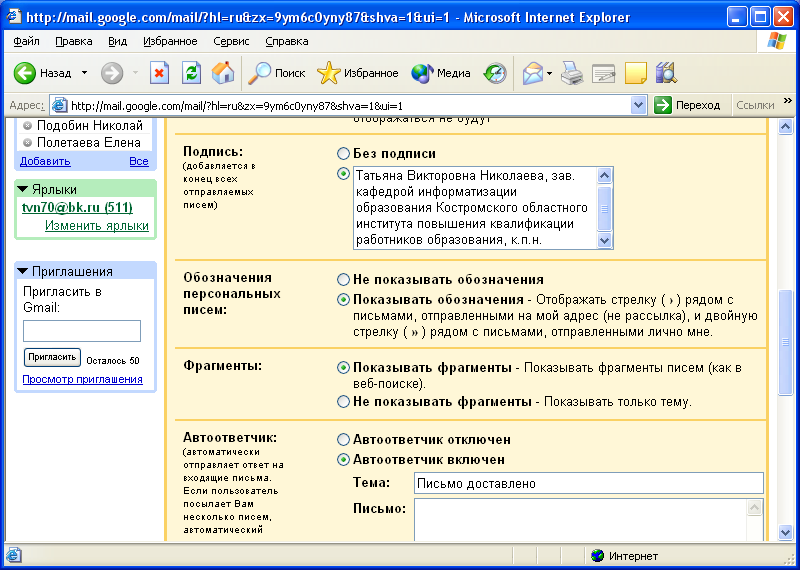 http://mail.google.com/mail/?hl=ru&zx=9ym6c0yny87&shva=1&ui=1 - Microsoft Internet Explorer
Файл Правка Вид Избранное Сервис Справка
Назад Поиск Избранное Медиа
Адрес: http://mail.google.com/mail/?hl=ru&zx=9ym6c0yny87&shva=1&ui=1 Переход Ссылки »
Подобин Николай
Полетаева Елена
Добавить Все
Ярлыки
tvn70@bk.ru (511)
Изменить ярлыки
Приглашения
Пригласить в
Gmail:
Пригласить Осталось 50
Просмотр приглашения
отображаться не будут
Подпись:
(добавляется в
конец всех
отправляемых
писем)
Без подписи
Татьяна Викторовна Николаева, зав.
кафедрой информатизации
образования Костромского областного
института повышения квалификации
работников образования, к.п.н.
Обозначения
персональных
писем:
Не показывать обозначения
Показывать обозначения - Отображать стрелку ( › ) рядом с
письмами, отправленными на мой адрес (не рассылка), и двойную
стрелку ( » ) рядом с письмами, отправленными лично мне.
Фрагменты:
Показывать фрагменты - Показывать фрагменты писем (как в
веб-поиске).
Не показывать фрагменты - Показывать только тему.
Автоответчик:
(автоматически
отправляет ответ на
входящие письма.
Если пользователь
посылает Вам
несколько писем,
автоматический
Автоответчик отключен
Автоответчик включен
Тема: Письмо доставлено
Письмо:
Интернет